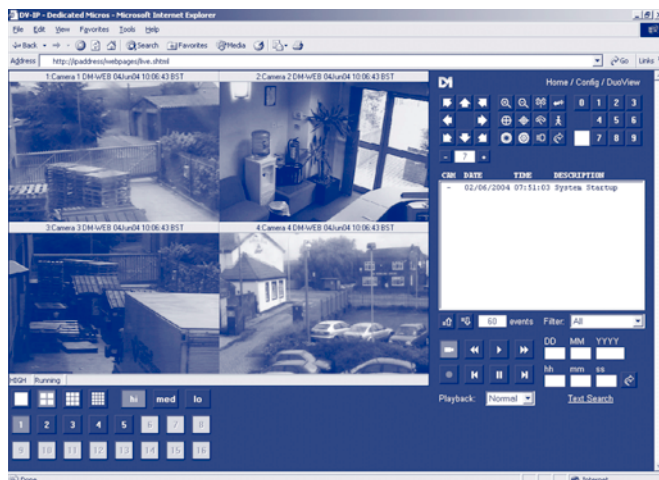 DV-IP - Dedicated Micros - Microsoft Internet Explorer
File Edit View Favorites Tools Help
Back Search Favorites Media
Address http://ipaddress/webpages/live.shtml Go Links
1:Camera 1 DM-WEB 04Jun04 10:06:43 BST 2:Camera 2 DM-WEB 04Jun04 10:06:43 BST
Home / Config / DuoView
0 1 2 3
4 5 6
7 8 9
- 7 +
CAM DATE TIME DESCRIPTION
- 02/06/2004 07:51:03 System Startup
3:Camera 3 DM-WEB 04Jun04 10:06:43 BST 4:Camera 4 DM-WEB 04Jun04 10:06:43 BST
60 events Filter: All
DD MM YYYY
hh mm ss
HIGH Running
hi med lo
Playback: Normal Text Search
1 2 3 4 5 6 7 8
9 10 11 12 13 14 15 16
Done Internet